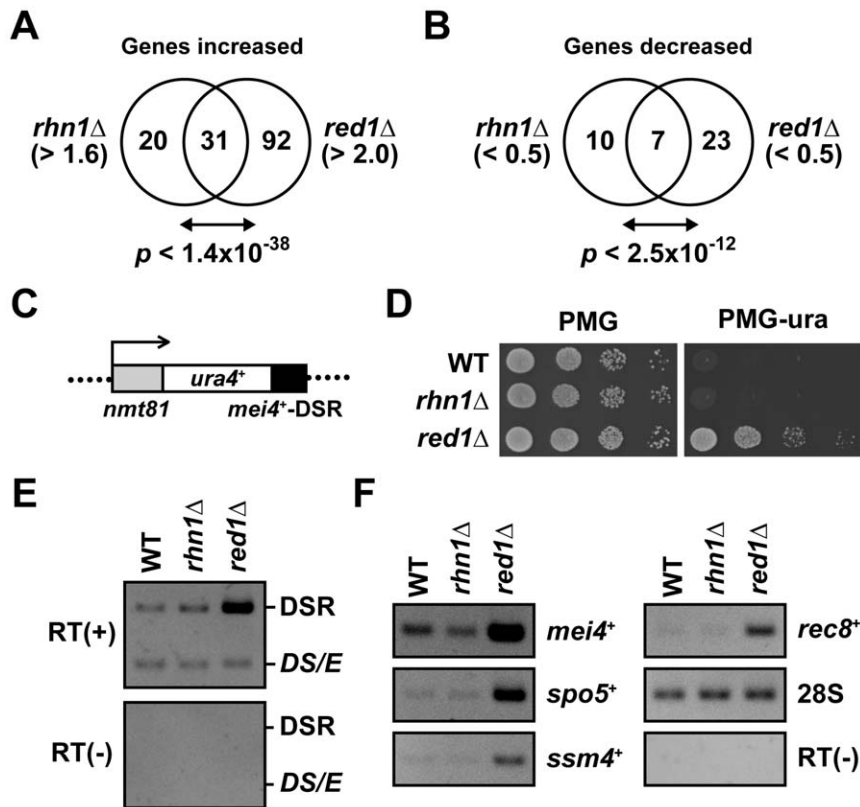 A
Genes increased
rhn1Δ
(> 1.6)
20
31
92
red1Δ
(> 2.0)
p < 1.4x10⁻³⁸
B
Genes decreased
rhn1Δ
(< 0.5)
10
7
23
red1Δ
(< 0.5)
p < 2.5x10⁻¹²
C
ura4⁺
nmt81
mei4⁺-DSR
D
PMG
PMG-ura
WT
rhn1Δ
red1Δ
E
WT
rhn1Δ
red1Δ
RT(+)
DSR
DS/E
RT(-)
DSR
DS/E
F
WT
rhn1Δ
red1Δ
mei4⁺
spo5⁺
ssm4⁺
WT
rhn1Δ
red1Δ
rec8⁺
28S
RT(-)